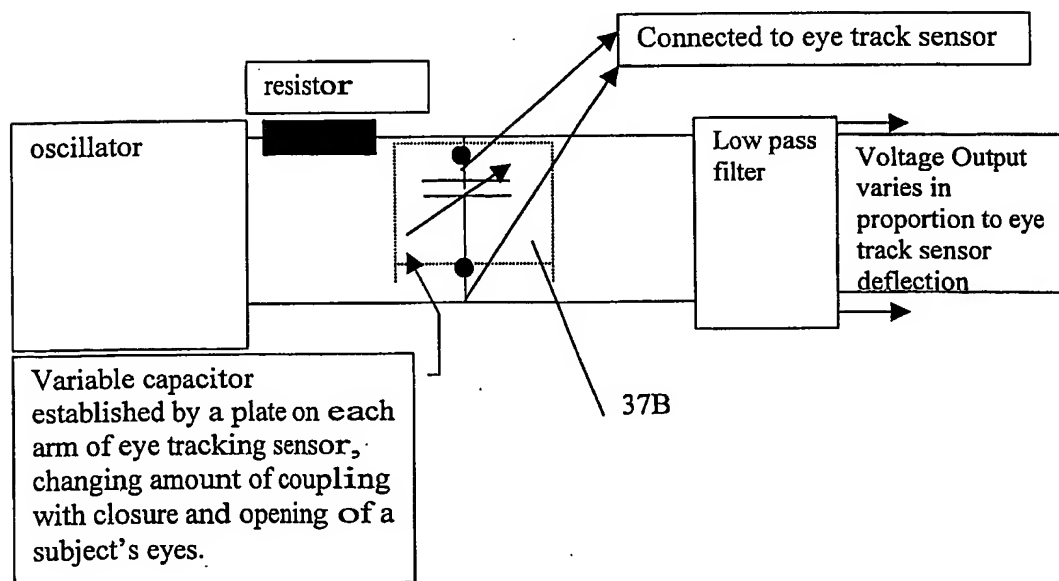 Connected to eye track sensor
resistor
oscillator
Low pass
filter
Voltage Output
varies in
proportion to eye
track sensor
deflection
Variable capacitor
established by a plate on each
arm of eye tracking sensor,
changing amount of coupling
with closure and opening of a
subject's eyes.
37B